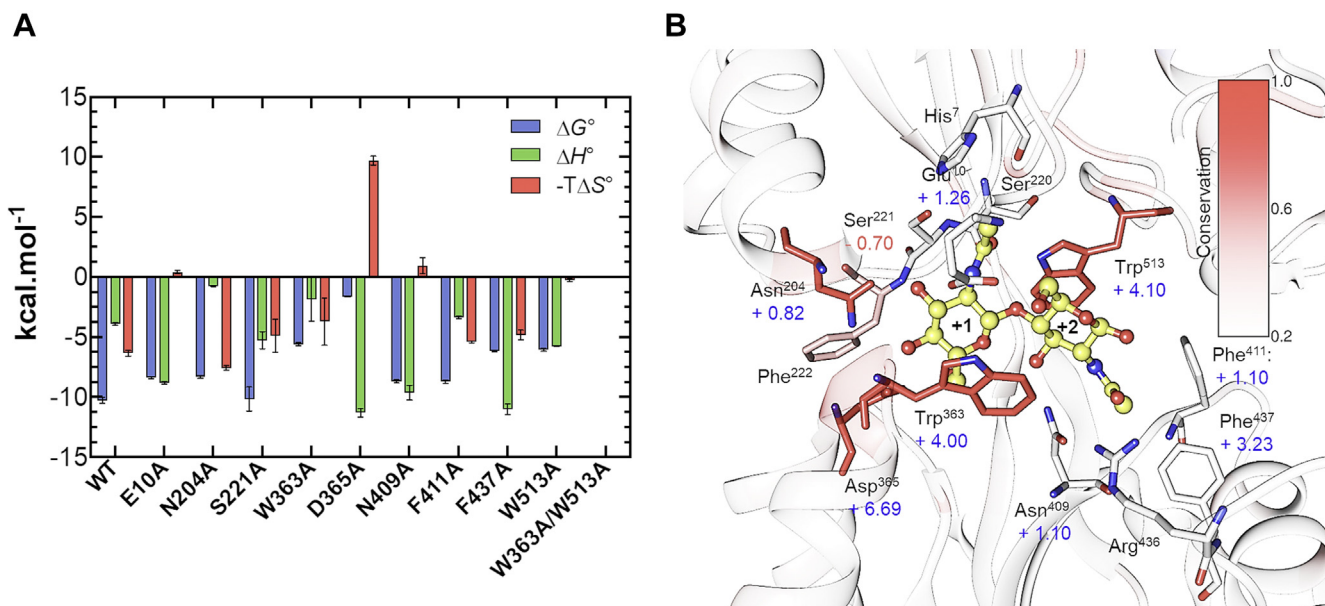 A
B
kcal.mol⁻¹
15
10
5
0
-5
-10
-15
ΔG°
ΔH°
-TΔS°
WT
E10A
N204A
S221A
W363A
D365A
N409A
F411A
F437A
W513A
W363A/W513A
His⁷
Glu¹⁰
+ 1.26
Ser²²⁰
Ser²²¹
- 0.70
Asn²⁰⁴
+ 0.82
Phe²²²
+1
+2
Trp⁵¹³
+ 4.10
Trp³⁶³
+ 4.00
Asp³⁶⁵
+ 6.69
Asn⁴⁰⁹
+ 1.10
Arg⁴³⁶
Phe⁴¹¹:
+ 1.10
Phe⁴³⁷
+ 3.23
Conservation
1.0
0.6
0.2